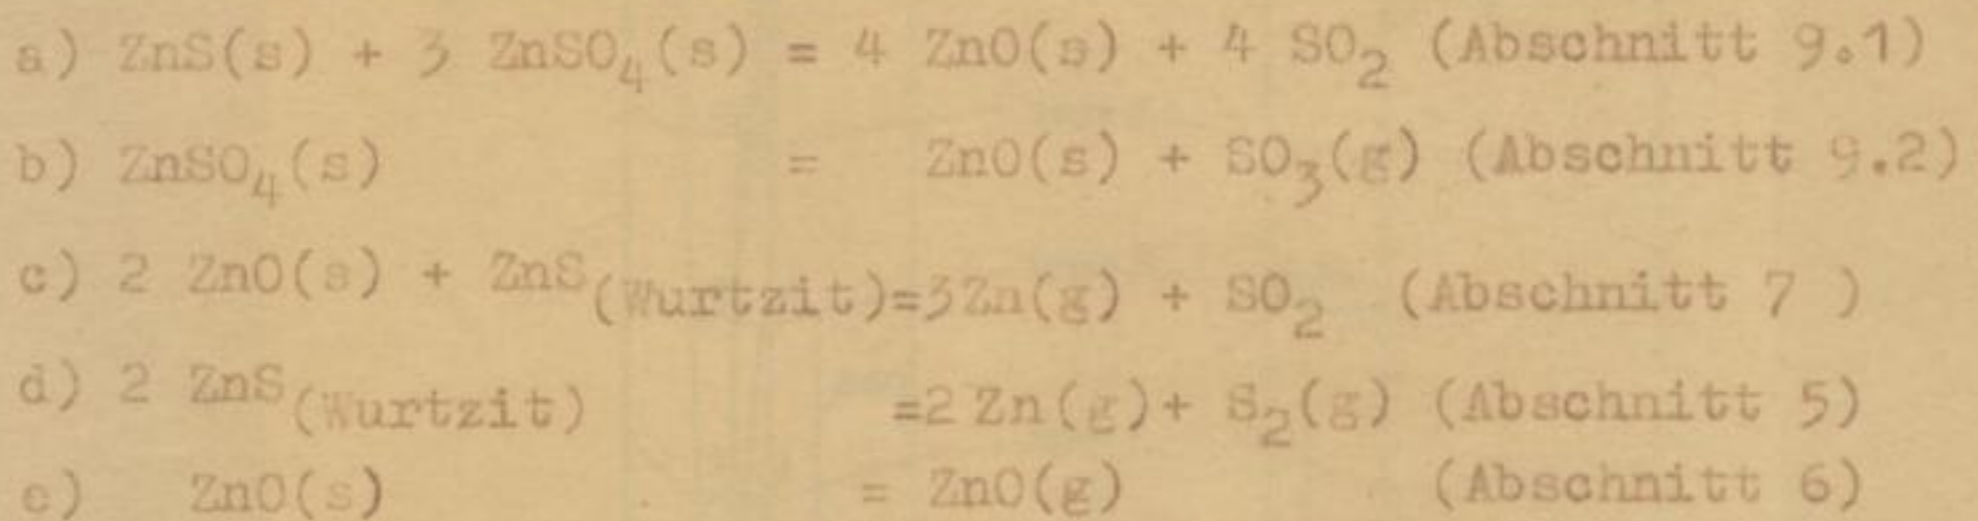 a) ZnS(s) + 3 ZnSO₄(s) = 4 ZnO(s) + 4 SO₂ (Abschnitt 9.1)
b) ZnSO₄(s) = ZnO(s) + SO₃(g) (Abschnitt 9.2)
c) 2 ZnO(s) + ZnS(Wurtzit)=3Zn(g) + SO₂ (Abschnitt 7 )
d) 2 ZnS(Wurtzit) =2 Zn(g)+ S₂(g) (Abschnitt 5)
e) ZnO(s) = ZnO(g) (Abschnitt 6)